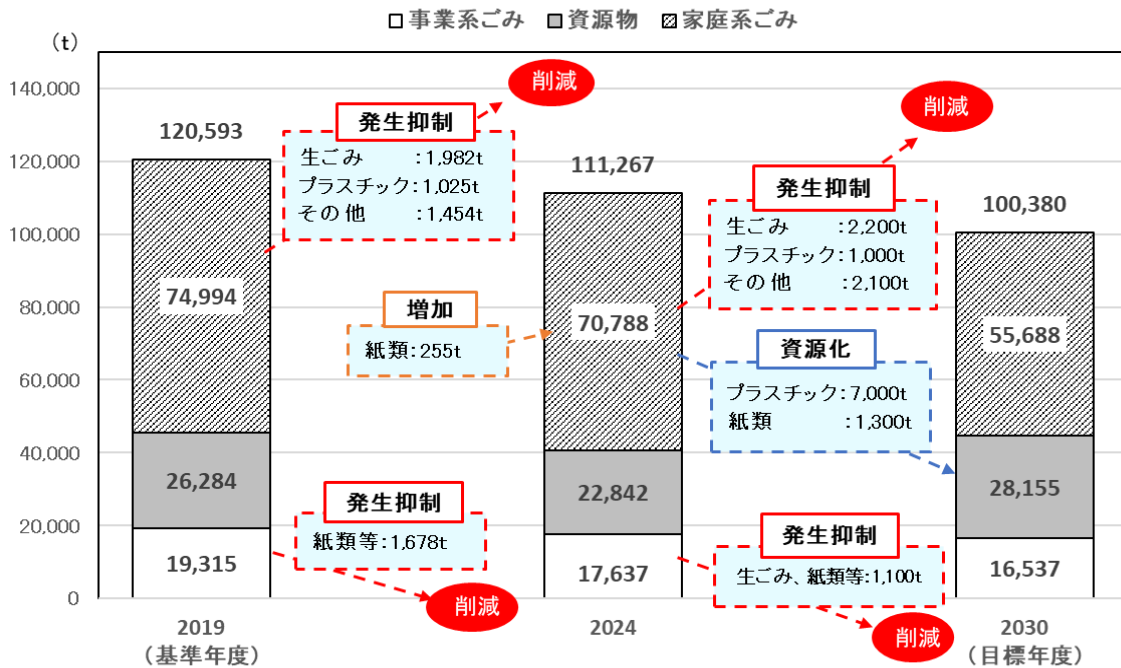 □事業系ごみ ■資源物 家庭系ごみ
（t）
140,000
120,000
100,000
80,000
60,000
40,000
20,000
0
120,593
74,994
26,284
19,315
2019
（基準年度）
発生抑制
生ごみ ：1,982t
プラスチック：1,025t
その他 ：1,454t
削減
増加
紙類：255t
発生抑制
紙類等：1,678t
削減
111,267
70,788
22,842
17,637
2024
発生抑制
生ごみ ：2,200t
プラスチック：1,000t
その他 ：2,100t
削減
資源化
プラスチック：7,000t
紙類 ：1,300t
発生抑制
生ごみ、紙類等：1,100t
削減
100,380
55,688
28,155
16,537
2030
（目標年度）